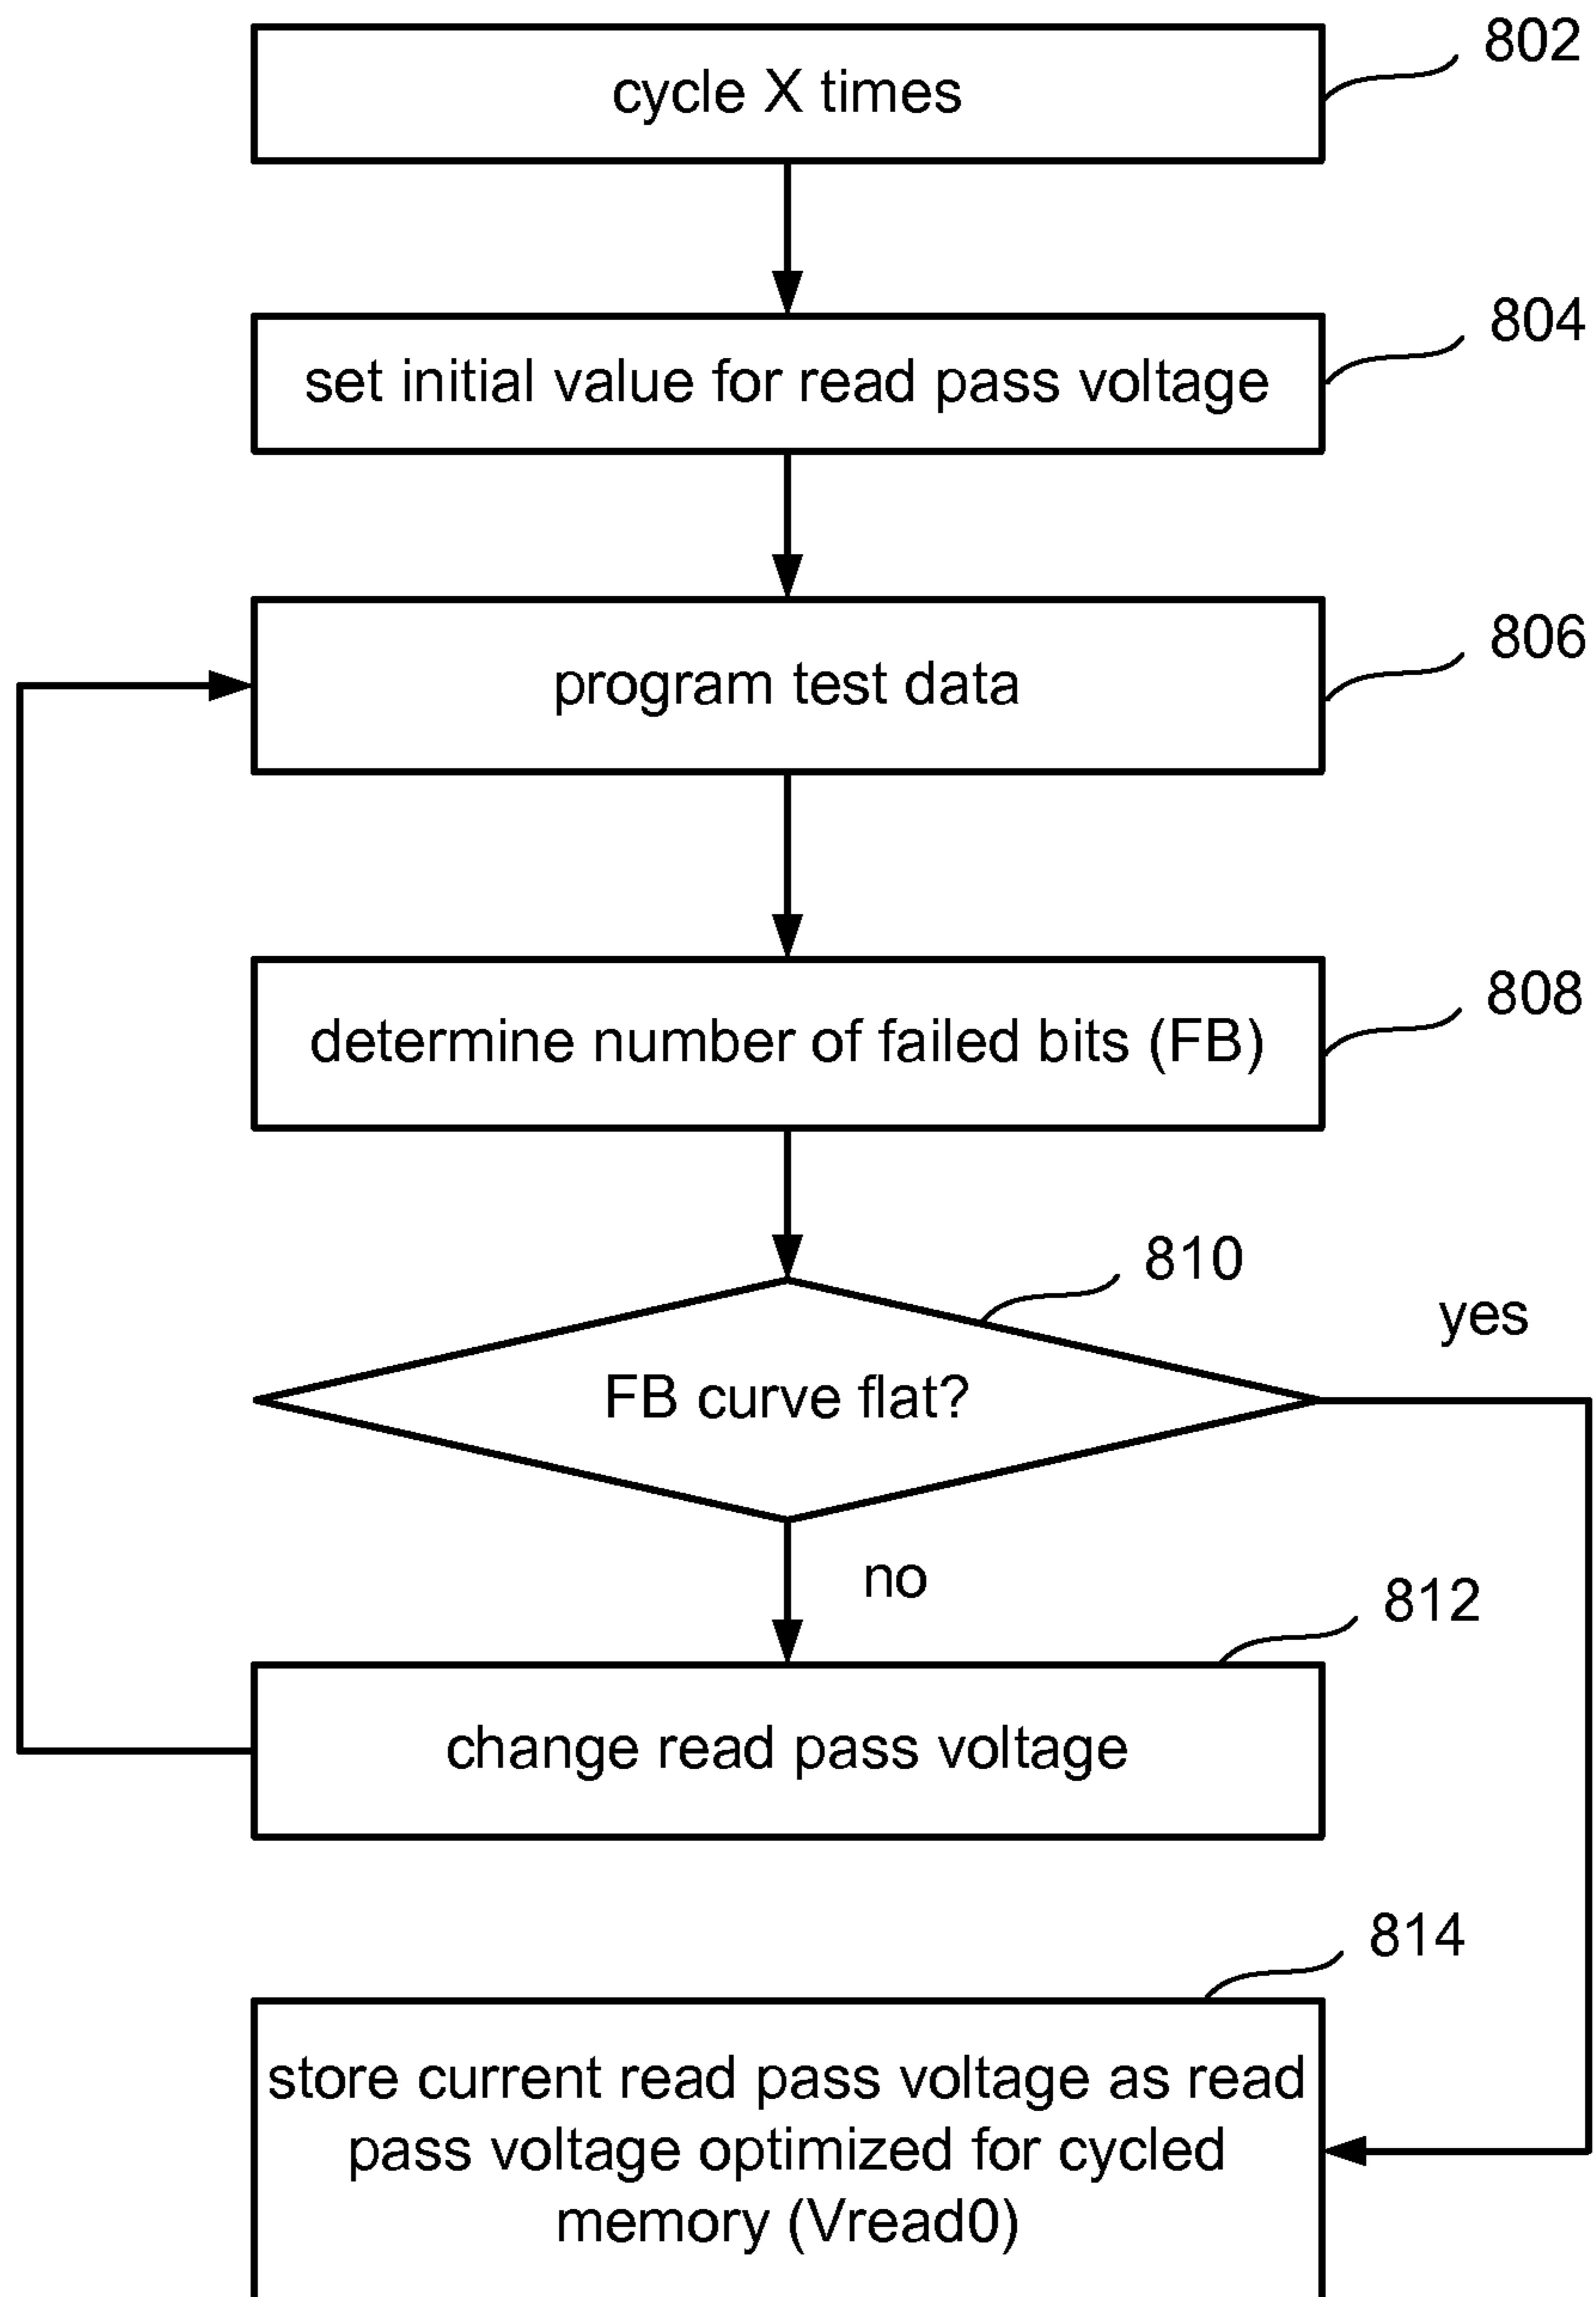 802
cycle X times
804
set initial value for read pass voltage
806
program test data
808
determine number of failed bits (FB)
810
yes
FB curve flat?
no
812
change read pass voltage
814
store current read pass voltage as read
pass voltage optimized for cycled
memory (Vread0)